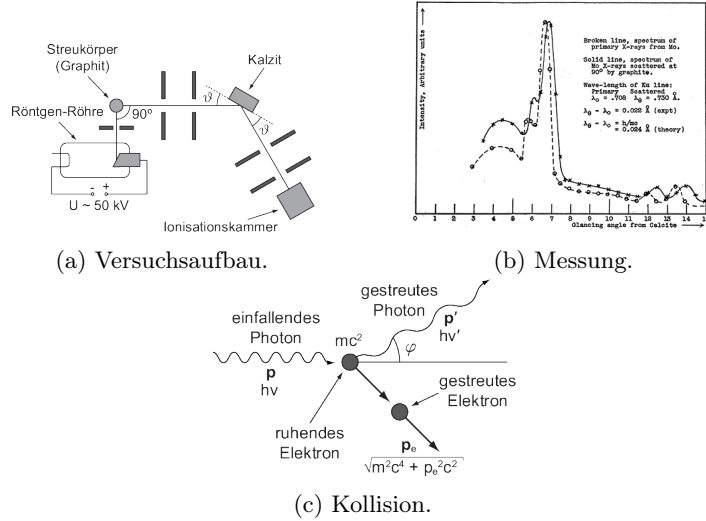 Streukörper
(Graphit)
Kalzit
ϑ
90°
ϑ
Röntgen-Röhre
- +
U ~ 50 kV
Ionisationskammer
(a) Versuchsaufbau.
Intensity, Arbitrary units
Broken line, spectrum of
primary X-rays from Mo.
Solid line, spectrum of
Mo X-rays scattered at
90° by graphite.
Wave-length of Kα line:
Primary Scattered
λ₀ = .708 λθ = .730 Å.
λθ - λ₀ = 0.022 Å (expt)
λθ - λ₀ = h/mc
= 0.024 Å (theory)
0 1 2 3 4 5 6 7 8 9 10 11 12 13 14 15
Glancing angle from Calcite
(b) Messung.
gestreutes
Photon
p'
hν'
einfallendes
Photon
mc²
φ
p
hν
gestreutes
Elektron
ruhendes
Elektron
pₑ
√m²c⁴ + pₑ²c²
(c) Kollision.